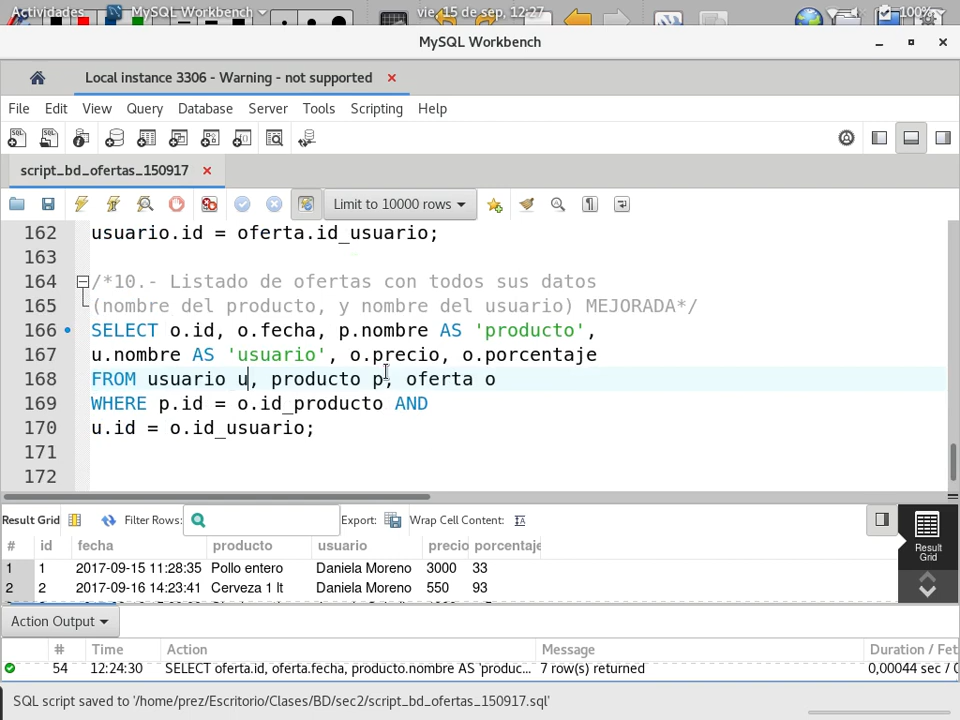 Actividades MySQL Workbench vie, 15 de sep, 12:27 100%
MySQL Workbench
Local instance 3306 - Warning - not supported
File Edit View Query Database Server Tools Scripting Help
script_bd_ofertas_150917
Limit to 10000 rows
162 usuario.id = oferta.id_usuario;
163
164 /*10.- Listado de ofertas con todos sus datos
165 (nombre del producto, y nombre del usuario) MEJORADA*/
166 SELECT o.id, o.fecha, p.nombre AS 'producto',
167 u.nombre AS 'usuario', o.precio, o.porcentaje
168 FROM usuario u, producto p, oferta o
169 WHERE p.id = o.id_producto AND
170 u.id = o.id_usuario;
171
172
Result Grid Filter Rows: Export: Wrap Cell Content:
# id fecha producto usuario precio porcentaje
1 1 2017-09-15 11:28:35 Pollo entero Daniela Moreno 3000 33
2 2 2017-09-16 14:23:41 Cerveza 1 lt Daniela Moreno 550 93
Result
Grid
Action Output
# Time Action Message Duration / Fet
54 12:24:30 SELECT oferta.id, oferta.fecha, producto.nombre AS 'produc... 7 row(s) returned 0,00044 sec / 0
SQL script saved to '/home/prez/Escritorio/Clases/BD/sec2/script_bd_ofertas_150917.sql'